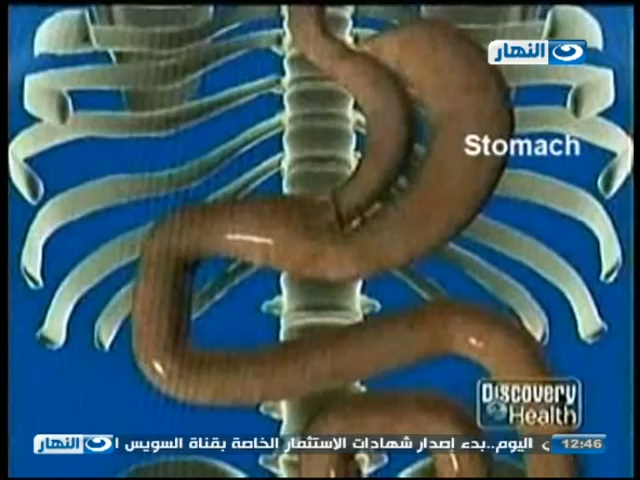 النهار
Stomach
Discovery
Health
اليوم..بدء إصدار شهادات الاستثمار الخاصة بقناة السويس
12:46
النهار